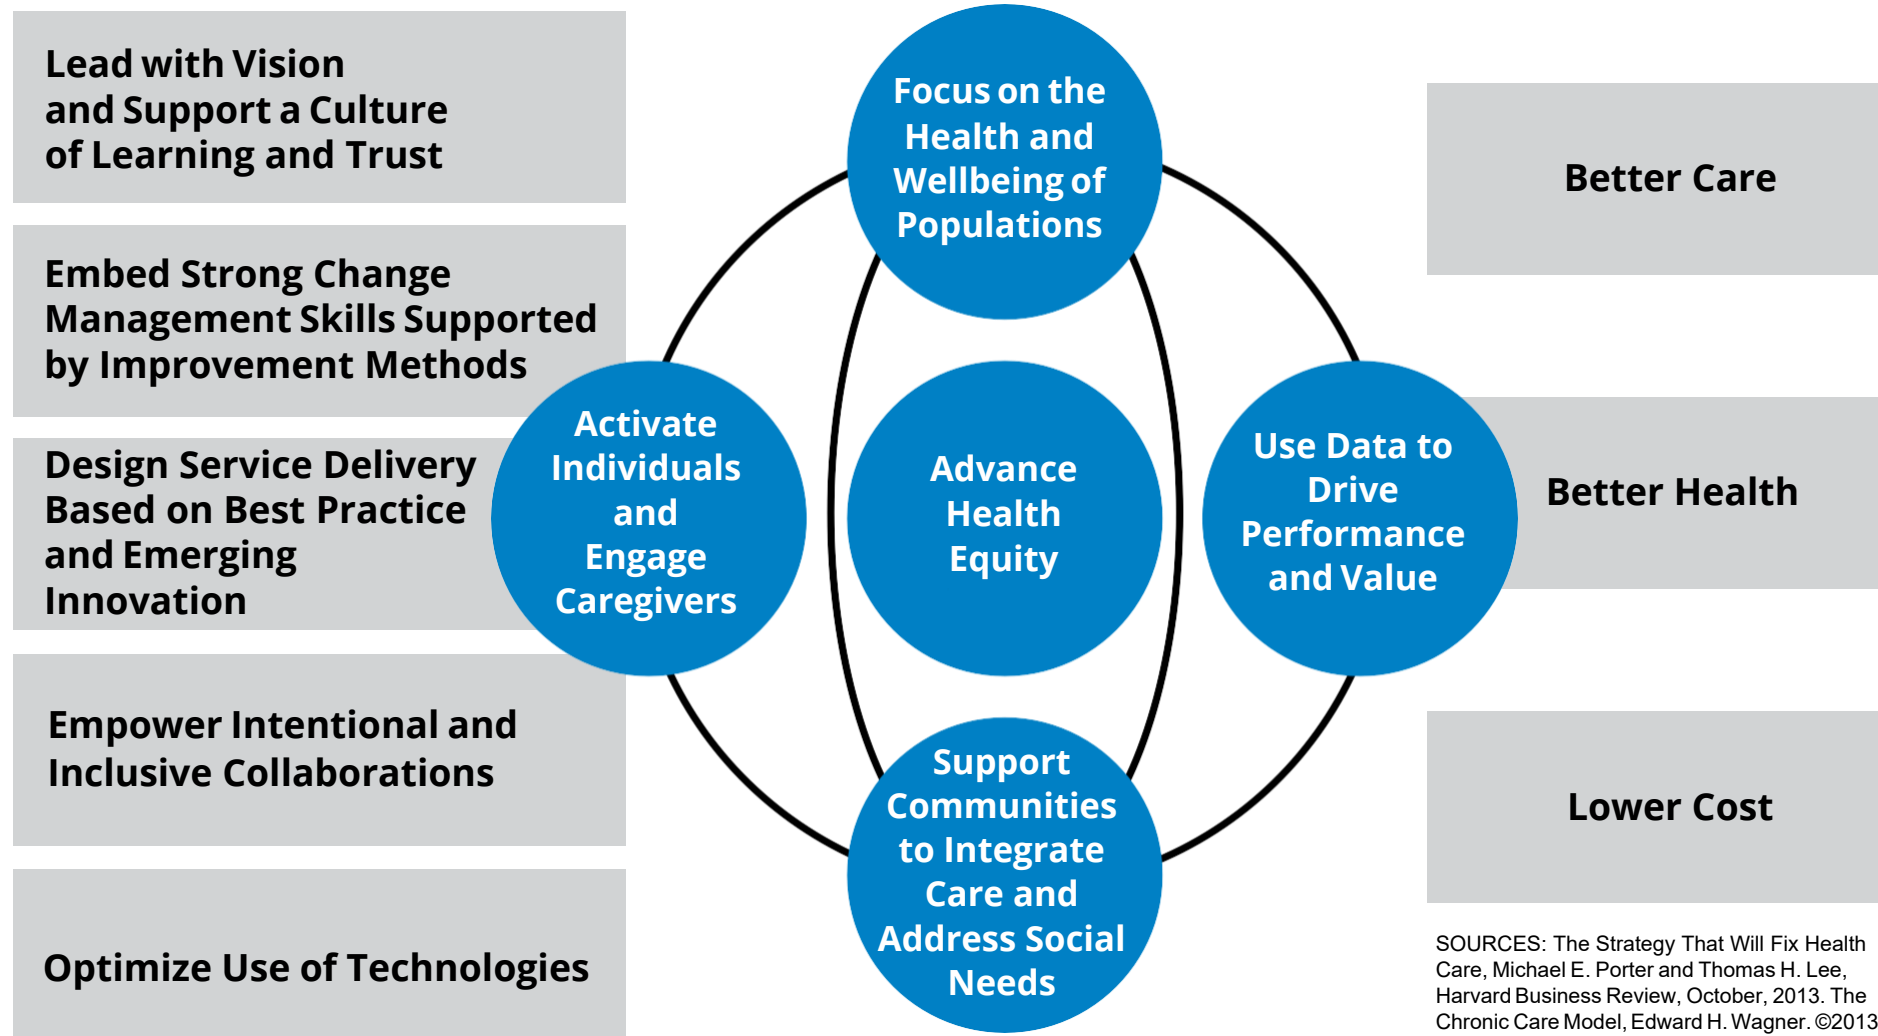 Lead with Vision
and Support a Culture
of Learning and Trust
Embed Strong Change
Management Skills Supported
by Improvement Methods
Design Service Delivery
Based on Best Practice
and Emerging
Innovation
Empower Intentional and
Inclusive Collaborations
Optimize Use of Technologies
Focus on the
Health and
Wellbeing of
Populations
Activate
Individuals
and
Engage
Caregivers
Advance
Health
Equity
Use Data to
Drive
Performance
and Value
Support
Communities
to Integrate
Care and
Address Social
Needs
Better Care
Better Health
Lower Cost
SOURCES: The Strategy That Will Fix Health
Care, Michael E. Porter and Thomas H. Lee,
Harvard Business Review, October, 2013. The
Chronic Care Model, Edward H. Wagner. ©2013